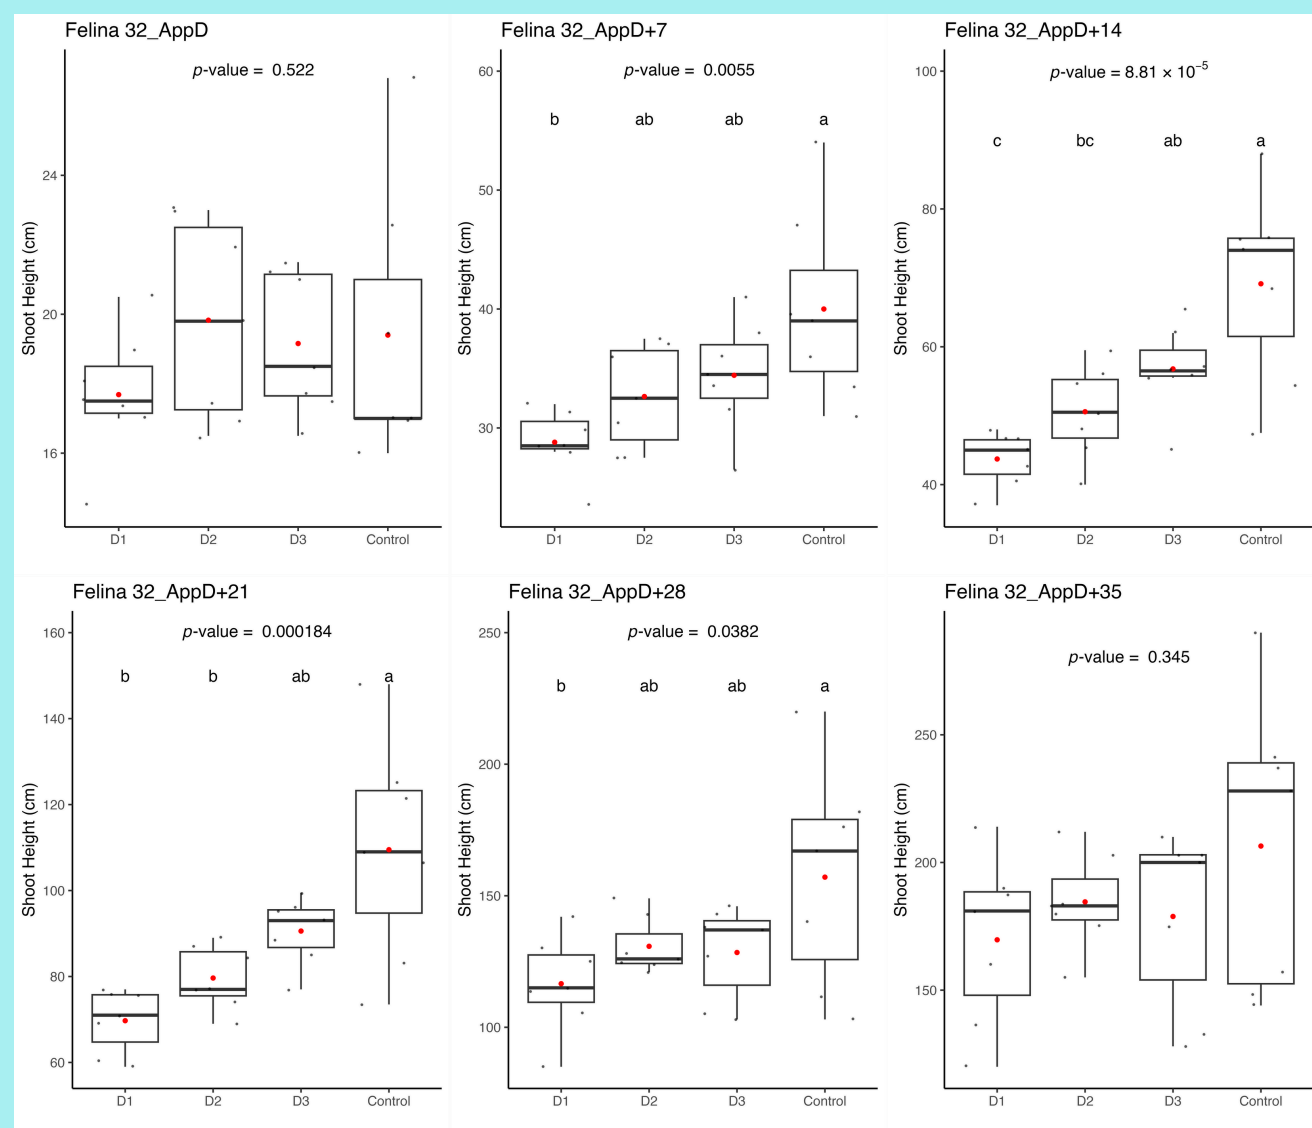 Felina 32_AppD
p-value = 0.522
Shoot Height (cm)
24
20
16
D1 D2 D3 Control
Felina 32_AppD+7
p-value = 0.0055
b ab ab a
Shoot Height (cm)
60
50
40
30
D1 D2 D3 Control
Felina 32_AppD+14
p-value = 8.81 × 10⁻⁵
c bc ab a
Shoot Height (cm)
100
80
60
40
D1 D2 D3 Control
Felina 32_AppD+21
p-value = 0.000184
b b ab a
Shoot Height (cm)
160
140
120
100
80
60
D1 D2 D3 Control
Felina 32_AppD+28
p-value = 0.0382
b ab ab a
Shoot Height (cm)
250
200
150
100
D1 D2 D3 Control
Felina 32_AppD+35
p-value = 0.345
Shoot Height (cm)
250
200
150
D1 D2 D3 Control